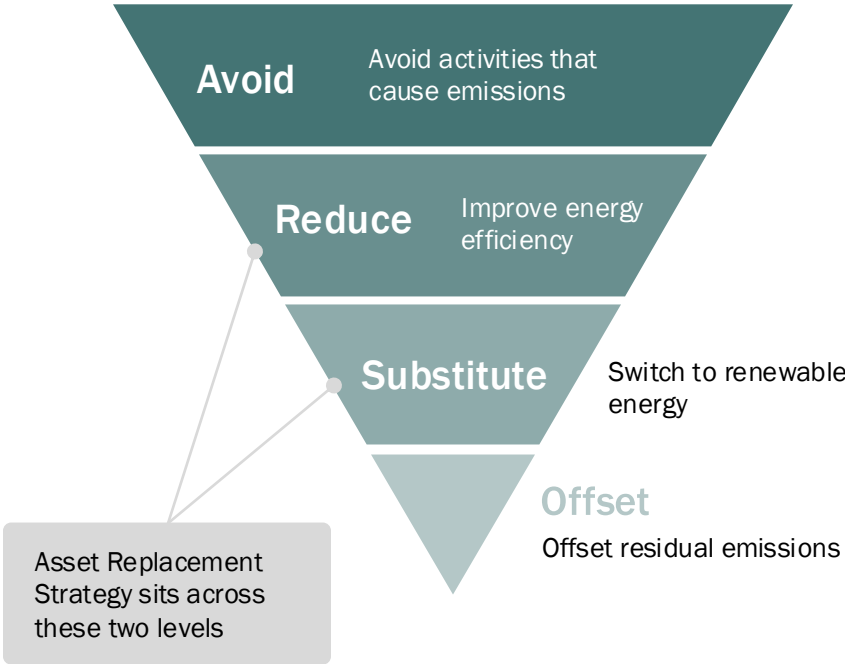 Avoid
Avoid activities that
cause emissions
Reduce
Improve energy
efficiency
Substitute
Switch to renewable
energy
Offset
Offset residual emissions
Asset Replacement
Strategy sits across
these two levels